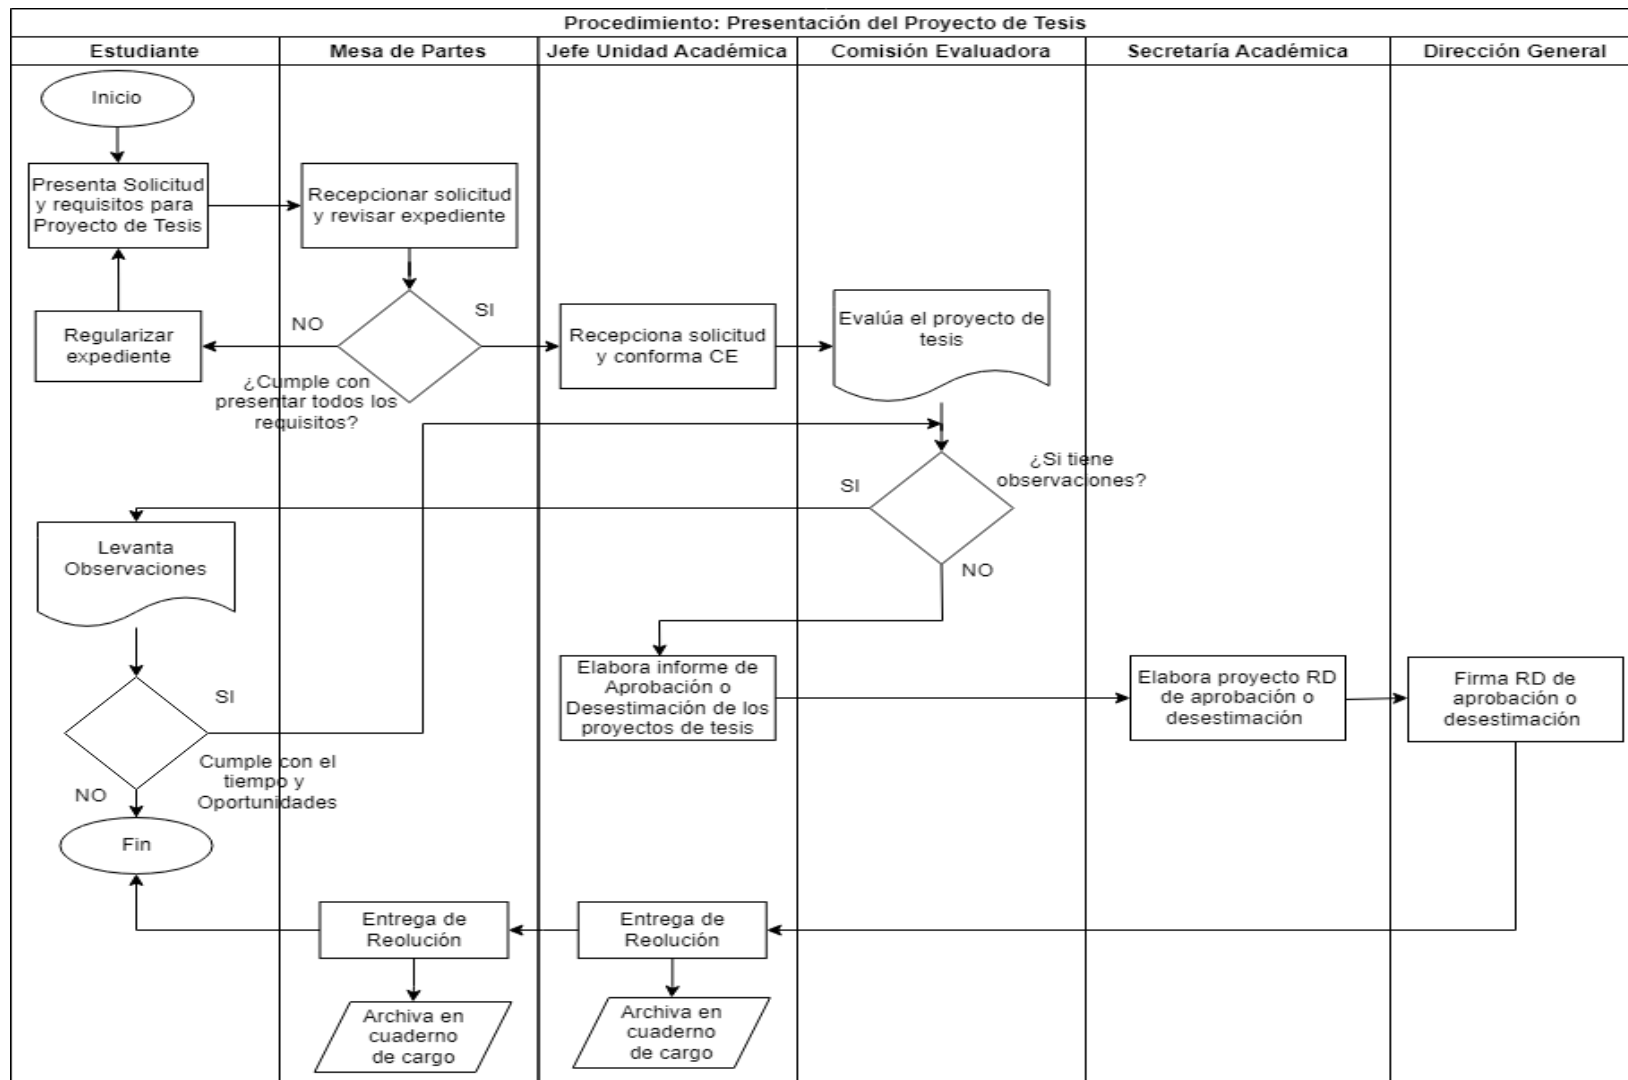 Procedimiento: Presentación del Proyecto de Tesis
Estudiante
Mesa de Partes
Jefe Unidad Académica
Comisión Evaluadora
Secretaría Académica
Dirección General
Inicio
Presenta Solicitud
y requisitos para
Proyecto de Tesis
Recepcionar solicitud
y revisar expediente
NO
SI
Regularizar
expediente
¿Cumple con
presentar todos los
requisitos?
Recepciona solicitud
y conforma CE
Evalúa el proyecto de
tesis
¿Si tiene
observaciones?
SI
NO
Levanta
Observaciones
SI
Cumple con el
tiempo y
Oportunidades
NO
Fin
Elabora informe de
Aprobación o
Desestimación de los
proyectos de tesis
Elabora proyecto RD
de aprobación o
desestimación
Firma RD de
aprobación o
desestimación
Entrega de
Reolución
Entrega de
Reolución
Archiva en
cuaderno
de cargo
Archiva en
cuaderno
de cargo